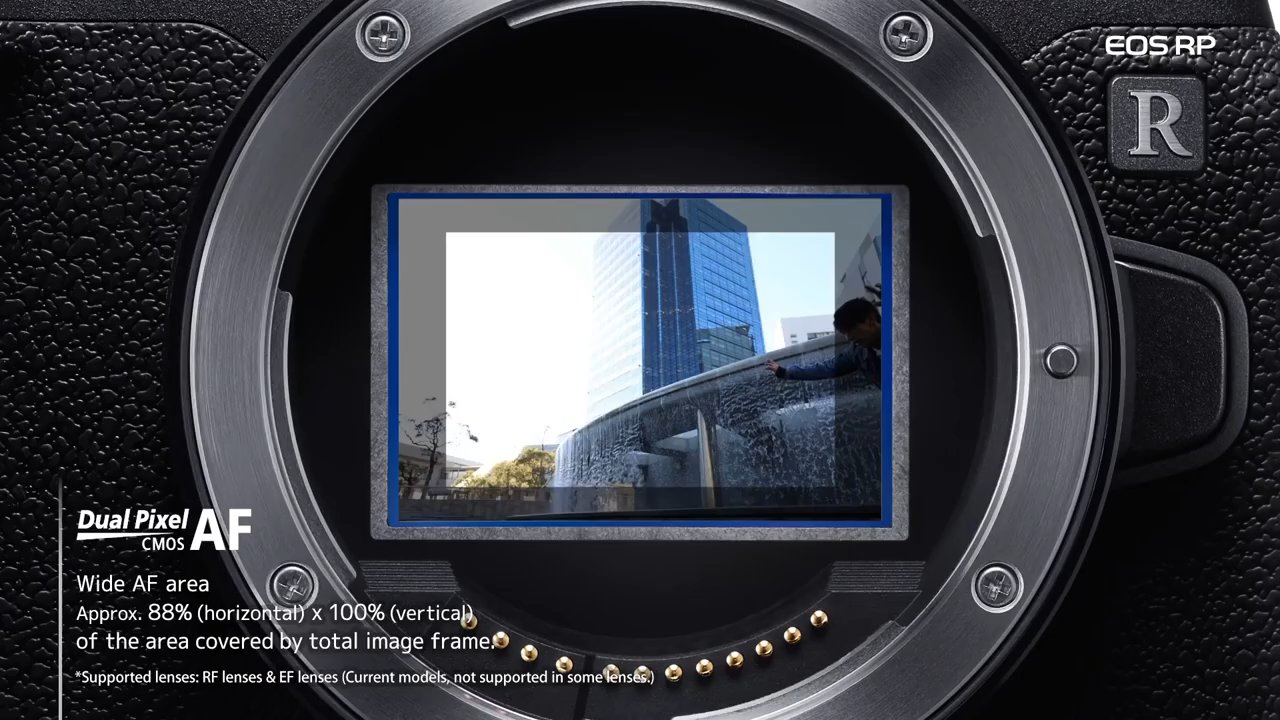 EOS RP
R
Dual Pixel
CMOS AF
Wide AF area
Approx. 88% (horizontal) x 100% (vertical)
of the area covered by total image frame.
*Supported lenses: RF lenses & EF lenses (Current models, not supported in some lenses.)